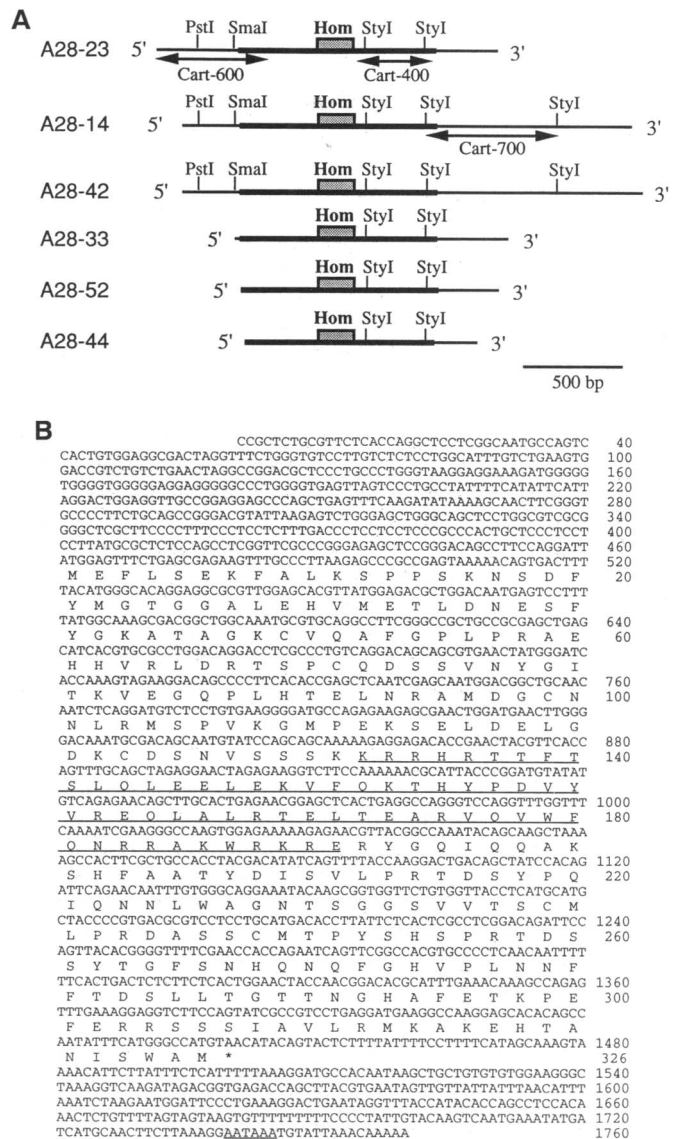 A
Hom
PstI SmaI StyI StyI
A28-23 5' 3'
Cart-600 Cart-400
Hom
PstI SmaI StyI StyI StyI
A28-14 5' 3'
Cart-700
Hom
PstI SmaI StyI StyI StyI
A28-42 5' 3'
Hom
StyI StyI
A28-33 5' 3'
Hom
StyI StyI
A28-52 5' 3'
Hom
StyI StyI
A28-44 5' 3'
500 bp
B
CCGCTCTGCGTTCTCACCAGGCTCCTCGGCAATGCCAGTC 40
CACTGTGGAGGCGACTAGGTTTCTGGGTGTCCTTGTCTCTCCTGGCATTTGTCTGAAGTG 100
GACCGTCTGTCTGAACTAGGCCGGACGCTCCCTGCCCTGGGTAAGGAGGAAAGATGGGGG 160
TGGGGTGGGGGAGGAGGGGGCCCTGGGGTGAGTTAGTCCCTGCCTATTTTCATATTCATT 220
AGGACTGGAGGTTGCCGGAGGAGCCCAGCTGAGTTTCAAGATATAAAAGCAACTTCGGGT 280
GCCCCTTCTGCAGCCGGGACGTATTAAGAGTCTGGGAGCTGGGCAGCTCCTGGCGTCGCG 340
GGGCTCGCTTCCCCTTTCCCTCCTCTTTGACCCTCTCCTCCCGCCCACTGCTCCCTCCT 400
CCTTATGCGCTCTCCAGCCTCGGTTCGCCCGGGAGAGCTCCGGGACAGCCTTCCAGGATT 460
ATGGAGTTTCTGAGCGAGAAGTTTGCCCTTAAGAGCCCGCCGAGTAAAAACAGTGACTTT 520
M E F L S E K F A L K S P P S K N S D F 20
TACATGGGCACAGGAGGCGCGTTGGAGCACGTTATGGAGACGCTGGACAATGAGTCCTTT
Y M G T G G A L E H V M E T L D N E S F
TATGGCAAAGCGACGGCTGGCAAATGCGTGCAGGCCTTCGGGCCGCTGCCGCGAGCTGAG 640
Y G K A T A G K C V Q A F G P L P R A E 60
CATCACGTGCGCCTGGACAGGACCTCGCCCTGTCAGGACAGCAGCGTGAACTATGGGATC
H H V R L D R T S P C Q D S S V N Y G I
ACCAAAGTAGAAGGACAGCCCCTTCACACCGAGCTCAATCGAGCAATGGACGGCTGCAAC 760
T K V E G Q P L H T E L N R A M D G C N 100
AATCTCAGGATGTCTCCTGTGAAGGGGATGCCAGAGAAGAGCGAACTGGATGAACTTGGG
N L R M S P V K G M P E K S E L D E L G
GACAAATGCGACAGCAATGTATCCAGCAGCAAAAAGAGGAGACACCGAACTACGTTCACC 880
D K C D S N V S S S K K R R H R T T F T 140
AGTTTGCAGCTAGAGGAACTAGAGAAGGTCTTCCAAAAAACGCATTACCCGGATGTATAT
S L Q L E E L E K V F Q K T H Y P D V Y
GTCAGAGAACAGCTTGCACTGAGAACGGAGCTCACTGAGGCCAGGGTCCAGGTTTGGTTT 1000
V R E Q L A L R T E L T E A R V Q V W F 180
CAAAATCGAAGGGCCAAGTGGAGAAAAAGAGAACGTTACGGCCAAATACAGCAAGCTAAA
Q N R R A K W R K R E R Y G Q I Q Q A K
AGCCACTTCGCTGCCACCTACGACATATCAGTTTTACCAAGGACTGACAGCTATCCACAG 1120
S H F A A T Y D I S V L P R T D S Y P Q 220
ATTCAGAACAATTTGTGGGCAGGAAATACAAGCGGTGGTTCTGTGGTTACCTCATGCATG
I Q N N L W A G N T S G G S V V T S C M
CTACCCCGTGACGCGTCCTCCTGCATGACACCTTATTCTCACTCGCCTCGGACAGATTCC 1240
L P R D A S S C M T P Y S H S P R T D S 260
AGTTACACGGGGTTTTCGAACCACCAGAATCAGTTCGGCCACGTGCCCCTCAACAATTTT
S Y T G F S N H Q N Q F G H V P L N N F
TTCACTGACTCTCTTCTCACTGGAACTACCAACGGACACGCATTTGAAACAAAGCCAGAG 1360
F T D S L L T G T T N G H A F E T K P E 300
TTTGAAAGGAGGTCTTCCAGTATCGCCGTCCTGAGGATGAAGGCCAAGGAGCACACAGCC
F E R R S S S I A V L R M K A K E H T A
AATATTTCATGGGCCATGTAACATACAGTACTCTTTTATTTTCCTTTTCATAGCAAAGTA 1480
N I S W A M * 326
AAACATTCTTATTTCTCATTTTTAAAGGATGCCACAATAAGCTGCTGTGTGTGGAAGGGC 1540
TAAAGGTCAAGATAGACGGTGAGACCAGCTTACGTGAATAGTTGTTATTATTTAACATTT 1600
AAATCTAAGAATGGATTCCCTGAAAGGACTGAATAGGTTTACCATACACCAGCCTCCACA 1660
AACTCTGTTTTAGTAGTAAGTGTTTTTTTTTTCCCCTATTGTACAAGTCAATGAAATATGA 1720
TCATGCAACTTCTTAAAGGAATAAATGTATTAAACAAAAA 1760